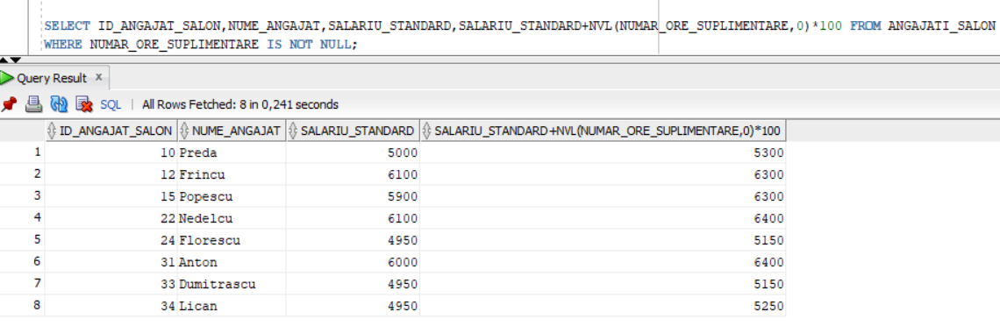 SELECT ID_ANGAJAT_SALON,NUME_ANGAJAT,SALARIU_STANDARD,SALARIU_STANDARD+NVL(NUMAR_ORE_SUPLIMENTARE,0)*100 FROM ANGAJATI_SALON
WHERE NUMAR_ORE_SUPLIMENTARE IS NOT NULL;
Query Result x
SQL | All Rows Fetched: 8 in 0,241 seconds
ID_ANGAJAT_SALON NUME_ANGAJAT SALARIU_STANDARD SALARIU_STANDARD+NVL(NUMAR_ORE_SUPLIMENTARE,0)*100
1 10 Preda 5000 5300
2 12 Frincu 6100 6300
3 15 Popescu 5900 6300
4 22 Nedelcu 6100 6400
5 24 Florescu 4950 5150
6 31 Anton 6000 6400
7 33 Dumitrascu 4950 5150
8 34 Lican 4950 5250